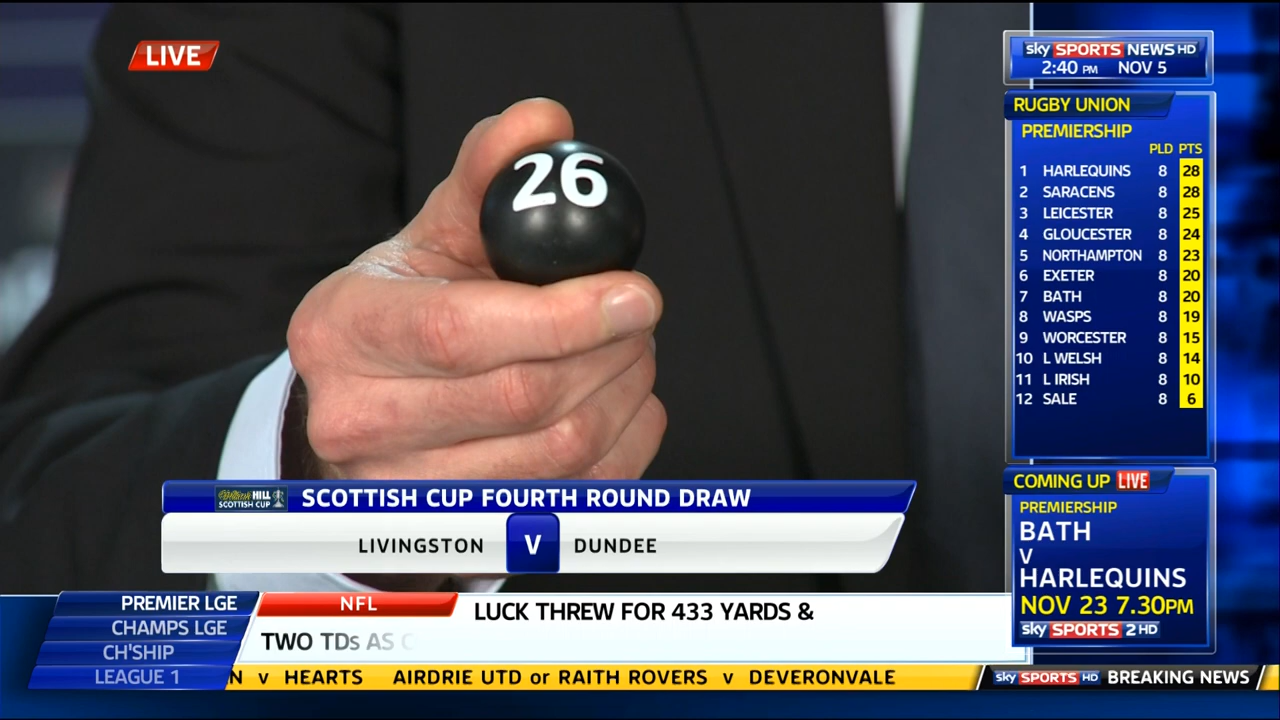 LIVE
26
sky SPORTS NEWS HD
2:40 PM NOV 5
RUGBY UNION
PREMIERSHIP
PLD PTS
1 HARLEQUINS 8 28
2 SARACENS 8 28
3 LEICESTER 8 25
4 GLOUCESTER 8 24
5 NORTHAMPTON 8 23
6 EXETER 8 20
7 BATH 8 20
8 WASPS 8 19
9 WORCESTER 8 15
10 L WELSH 8 14
11 L IRISH 8 10
12 SALE 8 6
COMING UP LIVE
PREMIERSHIP
BATH
V
HARLEQUINS
NOV 23 7.30PM
sky SPORTS 2 HD
William HILL
SCOTTISH CUP
SCOTTISH CUP FOURTH ROUND DRAW
LIVINGSTON V DUNDEE
PREMIER LGE
CHAMPS LGE
CH'SHIP
LEAGUE 1
NFL
LUCK THREW FOR 433 YARDS &
TWO TDs AS
N v HEARTS AIRDRIE UTD or RAITH ROVERS v DEVERONVALE
sky SPORTS HD BREAKING NEWS